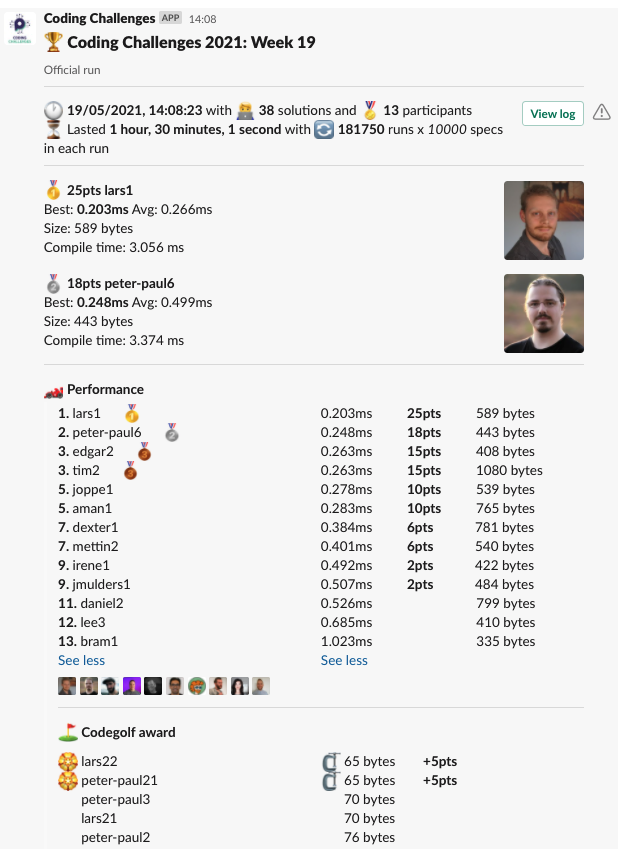 Coding Challenges APP 14:08
Coding Challenges 2021: Week 19
Official run
19/05/2021, 14:08:23 with 38 solutions and 13 participants
View log
Lasted 1 hour, 30 minutes, 1 second with 181750 runs x 10000 specs
in each run
25pts lars1
Best: 0.203ms Avg: 0.266ms
Size: 589 bytes
Compile time: 3.056 ms
18pts peter-paul6
Best: 0.248ms Avg: 0.499ms
Size: 443 bytes
Compile time: 3.374 ms
Performance
1. lars1 0.203ms 25pts 589 bytes
2. peter-paul6 0.248ms 18pts 443 bytes
3. edgar2 0.263ms 15pts 408 bytes
3. tim2 0.263ms 15pts 1080 bytes
5. joppe1 0.278ms 10pts 539 bytes
5. aman1 0.283ms 10pts 765 bytes
7. dexter1 0.384ms 6pts 781 bytes
7. mettin2 0.401ms 6pts 540 bytes
9. irene1 0.492ms 2pts 422 bytes
9. jmulders1 0.507ms 2pts 484 bytes
11. daniel2 0.526ms 799 bytes
12. lee3 0.685ms 410 bytes
13. bram1 1.023ms 335 bytes
See less See less
Codegolf award
lars22 65 bytes +5pts
peter-paul21 65 bytes +5pts
peter-paul3 70 bytes
lars21 70 bytes
peter-paul2 76 bytes